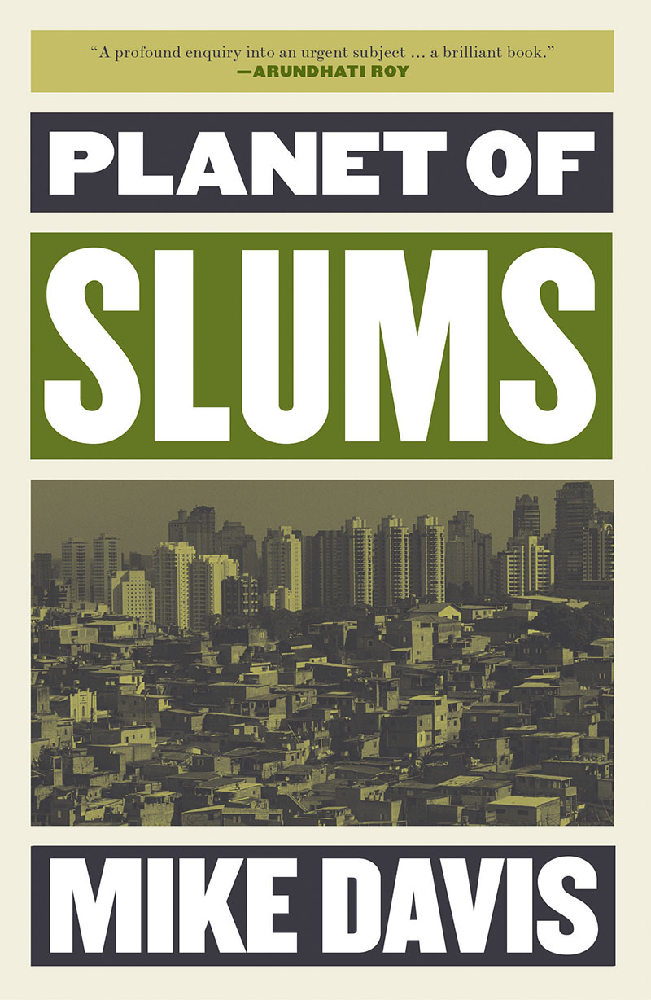 “A profound enquiry into an urgent subject ... a brilliant book.”
—ARUNDHATI ROY
PLANET OF
SLUMS
MIKE DAVIS